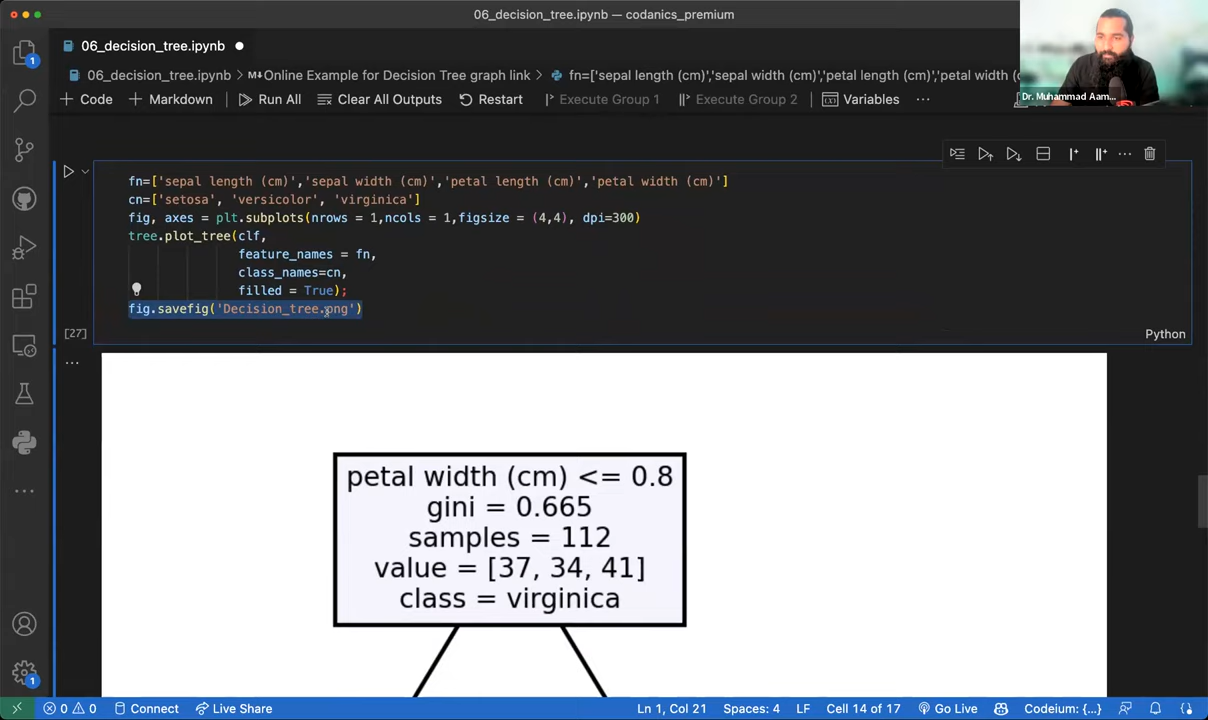 06_decision_tree.ipynb — codanics_premium
06_decision_tree.ipynb
06_decision_tree.ipynb > M↓Online Example for Decision Tree graph link > fn=['sepal length (cm)','sepal width (cm)','petal length (cm)','petal width (
Dr. Muhammad Aam...
+ Code + Markdown Run All Clear All Outputs Restart Execute Group 1 Execute Group 2 Variables ...
fn=['sepal length (cm)','sepal width (cm)','petal length (cm)','petal width (cm)']
cn=['setosa', 'versicolor', 'virginica']
fig, axes = plt.subplots(nrows = 1,ncols = 1,figsize = (4,4), dpi=300)
tree.plot_tree(clf,
feature_names = fn,
class_names=cn,
filled = True);
fig.savefig('Decision_tree.png')
[27]
Python
petal width (cm) <= 0.8
gini = 0.665
samples = 112
value = [37, 34, 41]
class = virginica
1
1
0 0 Connect Live Share Ln 1, Col 21 Spaces: 4 LF Cell 14 of 17 Go Live Codeium: {...}